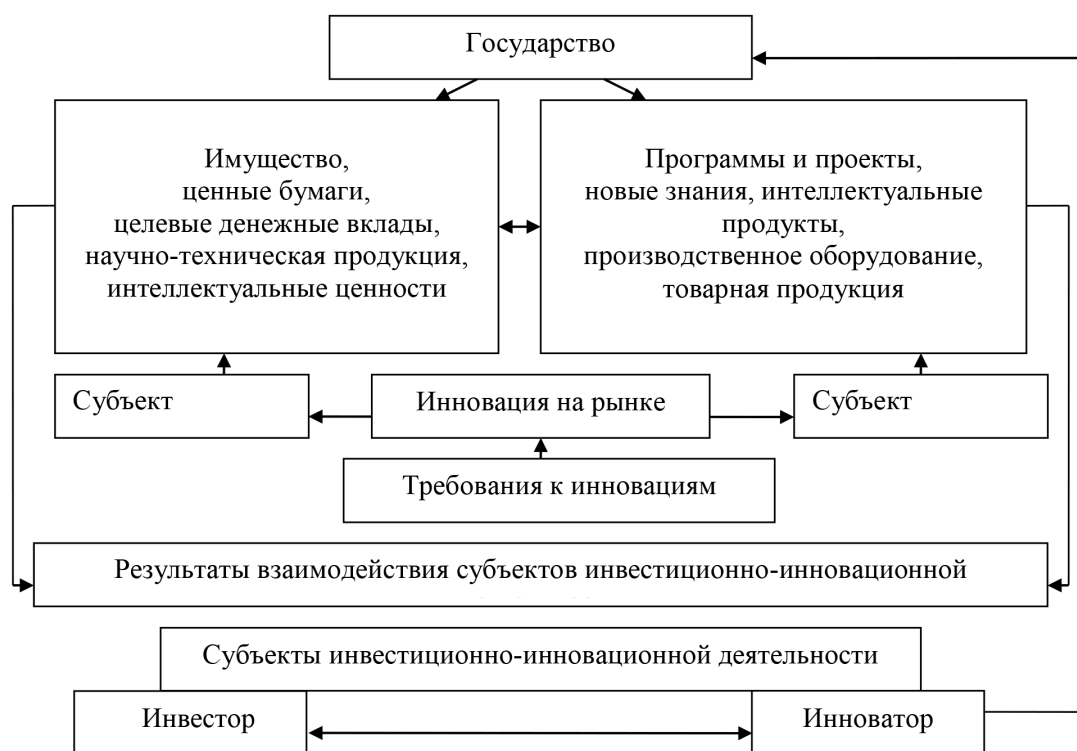 Государство
Имущество,
ценные бумаги,
целевые денежные вклады,
научно-техническая продукция,
интеллектуальные ценности
Программы и проекты,
новые знания, интеллектуальные
продукты,
производственное оборудование,
товарная продукция
Субъект
Инновация на рынке
Субъект
Требования к инновациям
Результаты взаимодействия субъектов инвестиционно-инновационной
Субъекты инвестиционно-инновационной деятельности
Инвестор
Инноватор